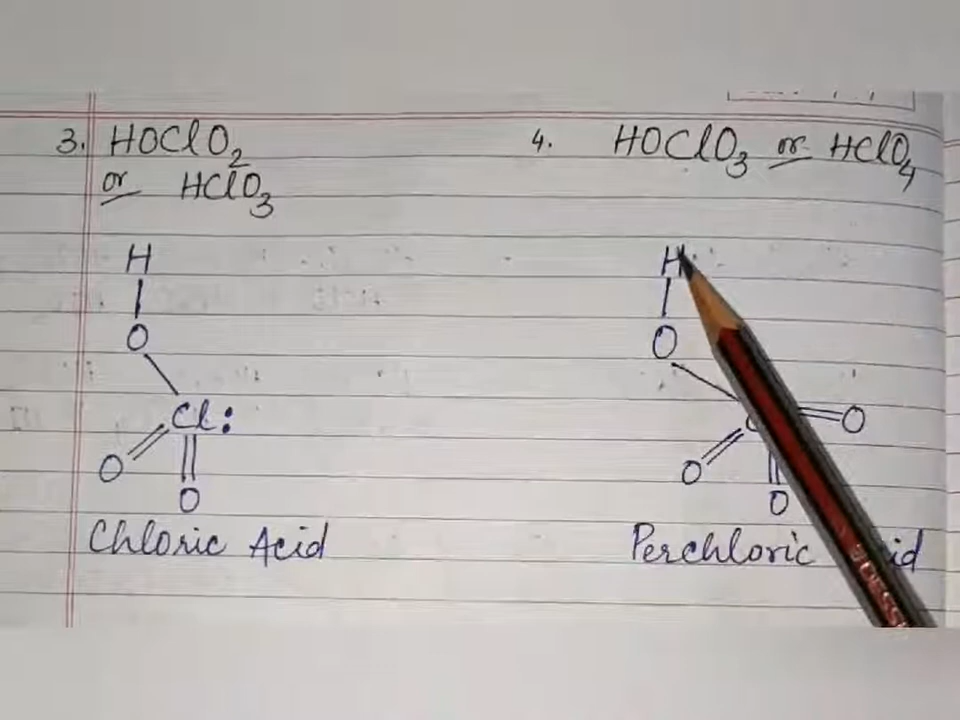 3. HOClO2
or HClO3
4. HOClO3 or HClO4
H
O
Cl:
O
O
Chloric Acid
H
O
O
O
O
Perchloric